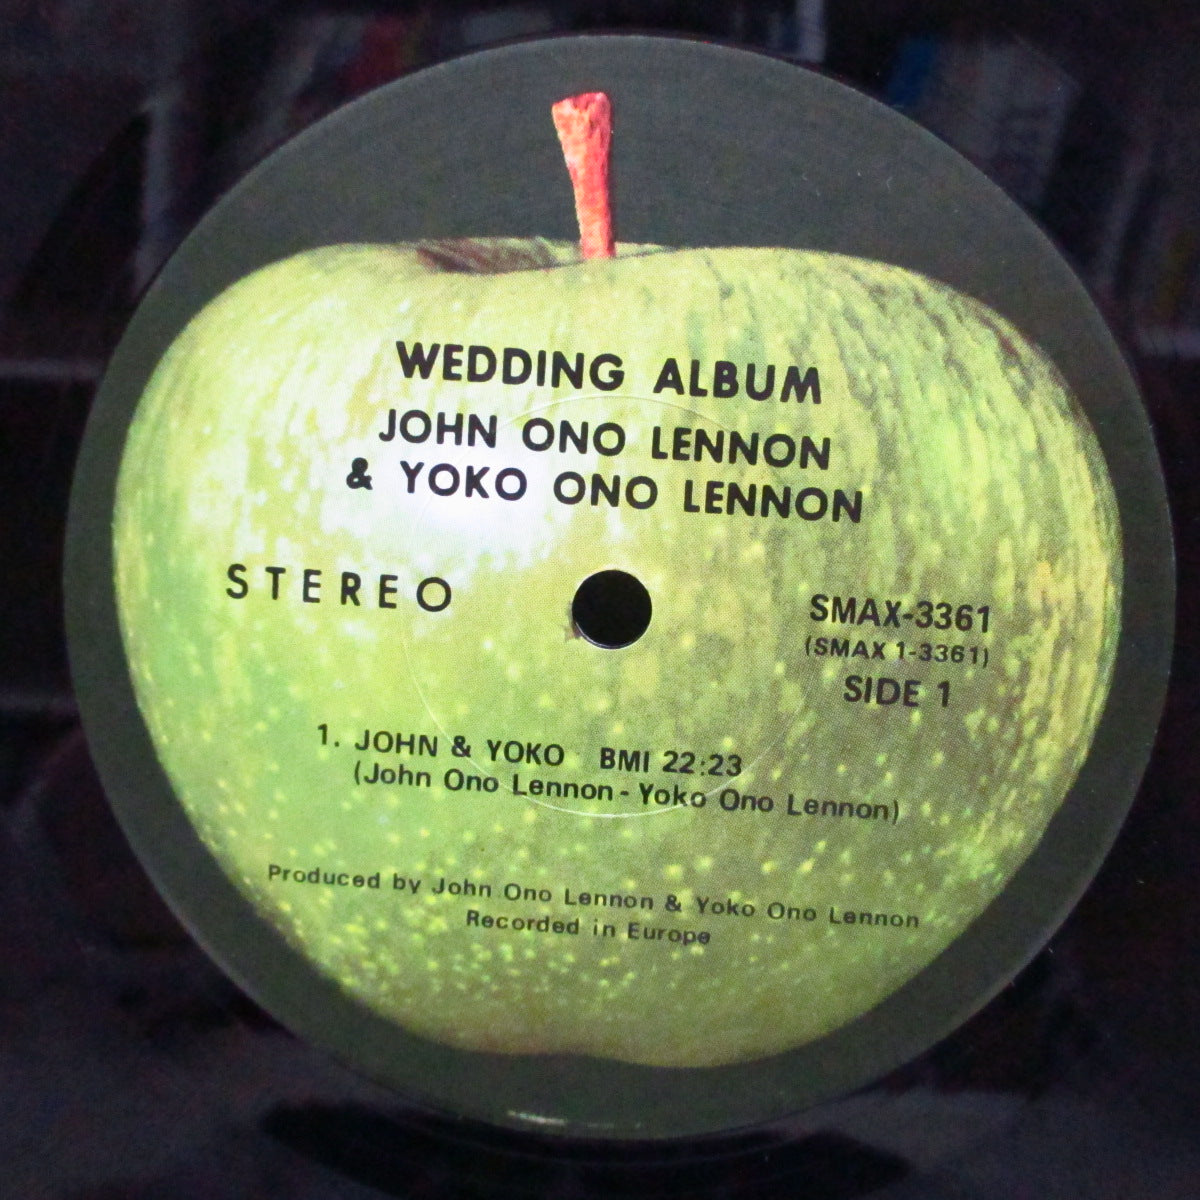 WEDDING ALBUM
JOHN ONO LENNON
& YOKO ONO LENNON
STEREO
SMAX-3361
(SMAX 1-3361)
SIDE 1
1. JOHN & YOKO BMI 22:23
(John Ono Lennon - Yoko Ono Lennon)
Produced by John Ono Lennon & Yoko Ono Lennon
Recorded in Europe